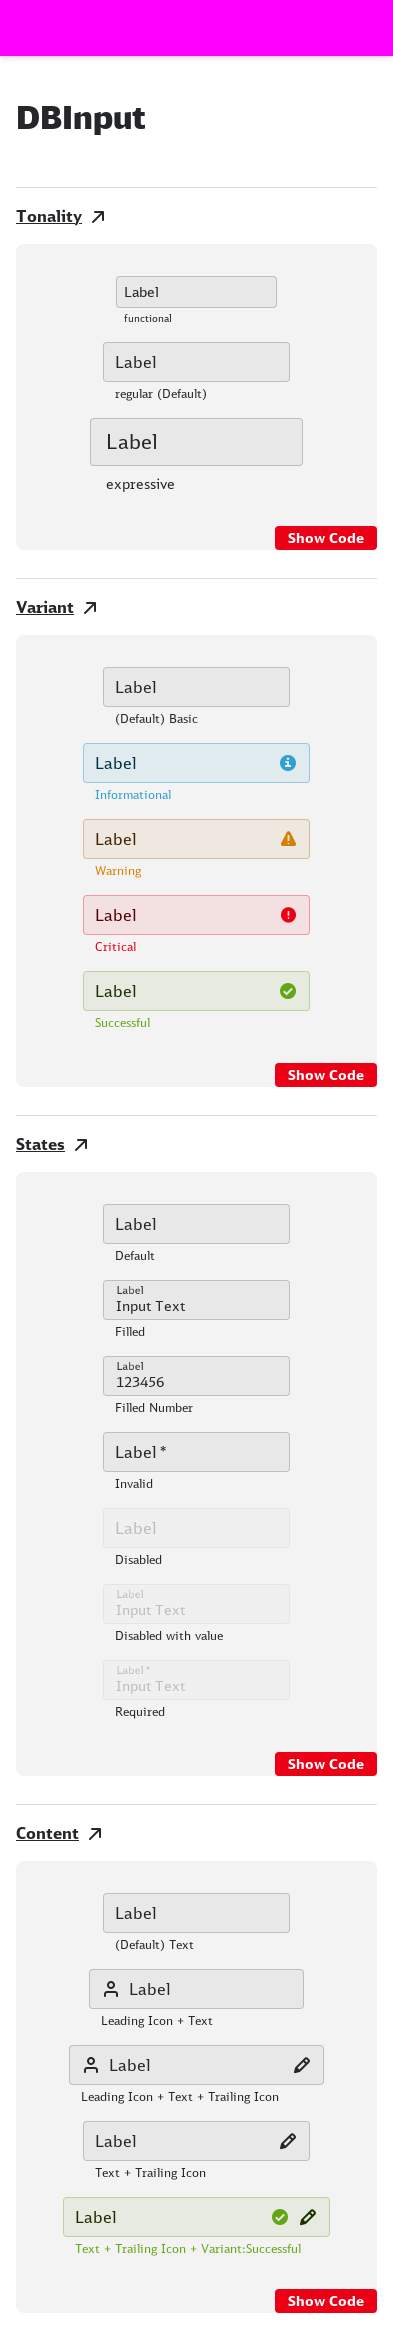 DBInput
Tonality
Label
functional
Label
regular (Default)
Label
expressive
Show Code
Variant
Label
(Default) Basic
Label
Informational
Label
Warning
Label
Critical
Label
Successful
Show Code
States
Label
Default
Label
Input Text
Filled
Label
123456
Filled Number
Label *
Invalid
Label
Disabled
Label
Input Text
Disabled with value
Label *
Input Text
Required
Show Code
Content
Label
(Default) Text
Label
Leading Icon + Text
Label
Leading Icon + Text + Trailing Icon
Label
Text + Trailing Icon
Label
Text + Trailing Icon + Variant:Successful
Show Code